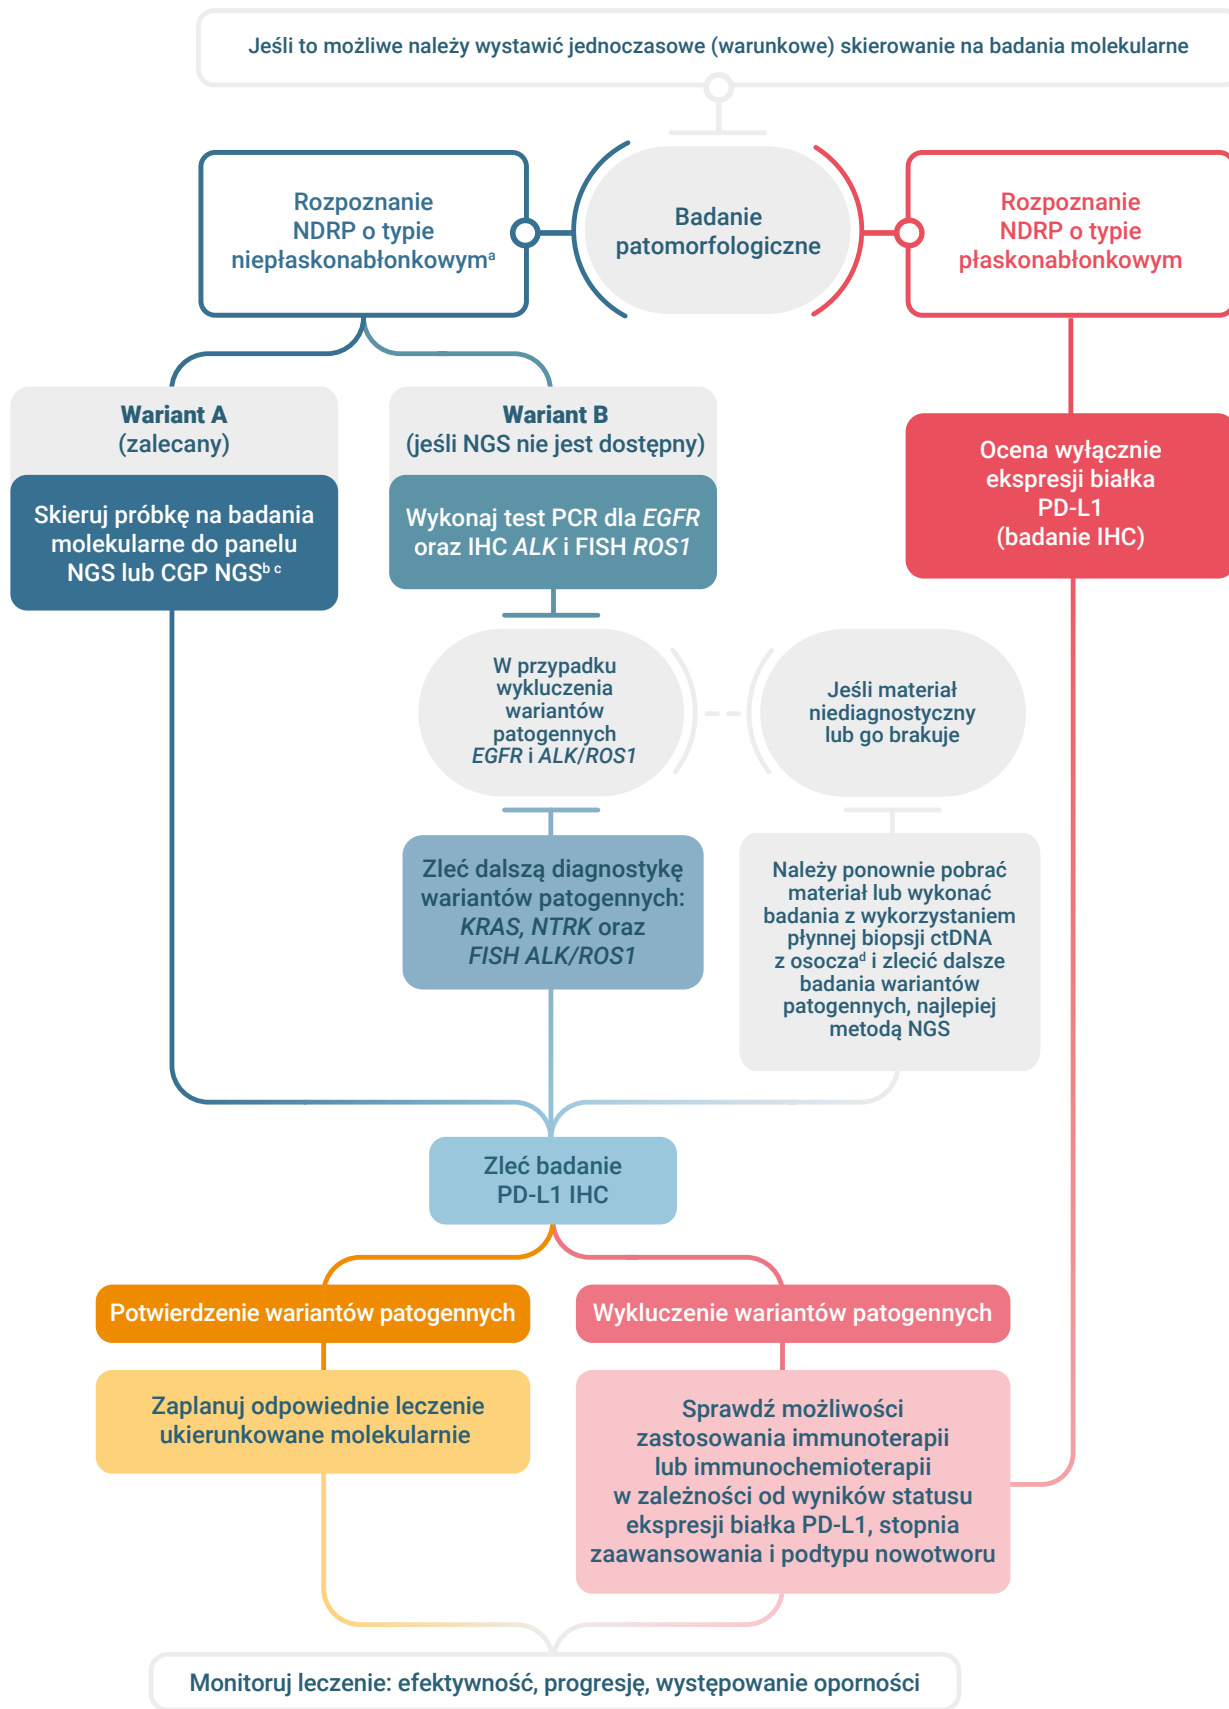 Jeśli to możliwe należy wystawić jednoczasowe (warunkowe) skierowanie na badania molekularne
Rozpoznanie
NDRP o typie
niepłaskonabłonkowymᵃ
Badanie
patomorfologiczne
Rozpoznanie
NDRP o typie
płaskonabłonkowym
Wariant A
(zalecany)
Skieruj próbkę na badania
molekularne do panelu
NGS lub CGP NGSᵇ ᶜ
Wariant B
(jeśli NGS nie jest dostępny)
Wykonaj test PCR dla EGFR
oraz IHC ALK i FISH ROS1
Ocena wyłącznie
ekspresji białka
PD-L1
(badanie IHC)
W przypadku
wykluczenia
wariantów
patogennych
EGFR i ALK/ROS1
Jeśli materiał
niediagnostyczny
lub go brakuje
Zleć dalszą diagnostykę
wariantów patogennych:
KRAS, NTRK oraz
FISH ALK/ROS1
Należy ponownie pobrać
materiał lub wykonać
badania z wykorzystaniem
płynnej biopsji ctDNA
z osoczaᵈ i zlecić dalsze
badania wariantów
patogennych, najlepiej
metodą NGS
Zleć badanie
PD-L1 IHC
Potwierdzenie wariantów patogennych
Wykluczenie wariantów patogennych
Zaplanuj odpowiednie leczenie
ukierunkowane molekularnie
Sprawdź możliwości
zastosowania immunoterapii
lub immunochemioterapii
w zależności od wyników statusu
ekspresji białka PD-L1, stopnia
zaawansowania i podtypu nowotworu
Monitoruj leczenie: efektywność, progresję, występowanie oporności